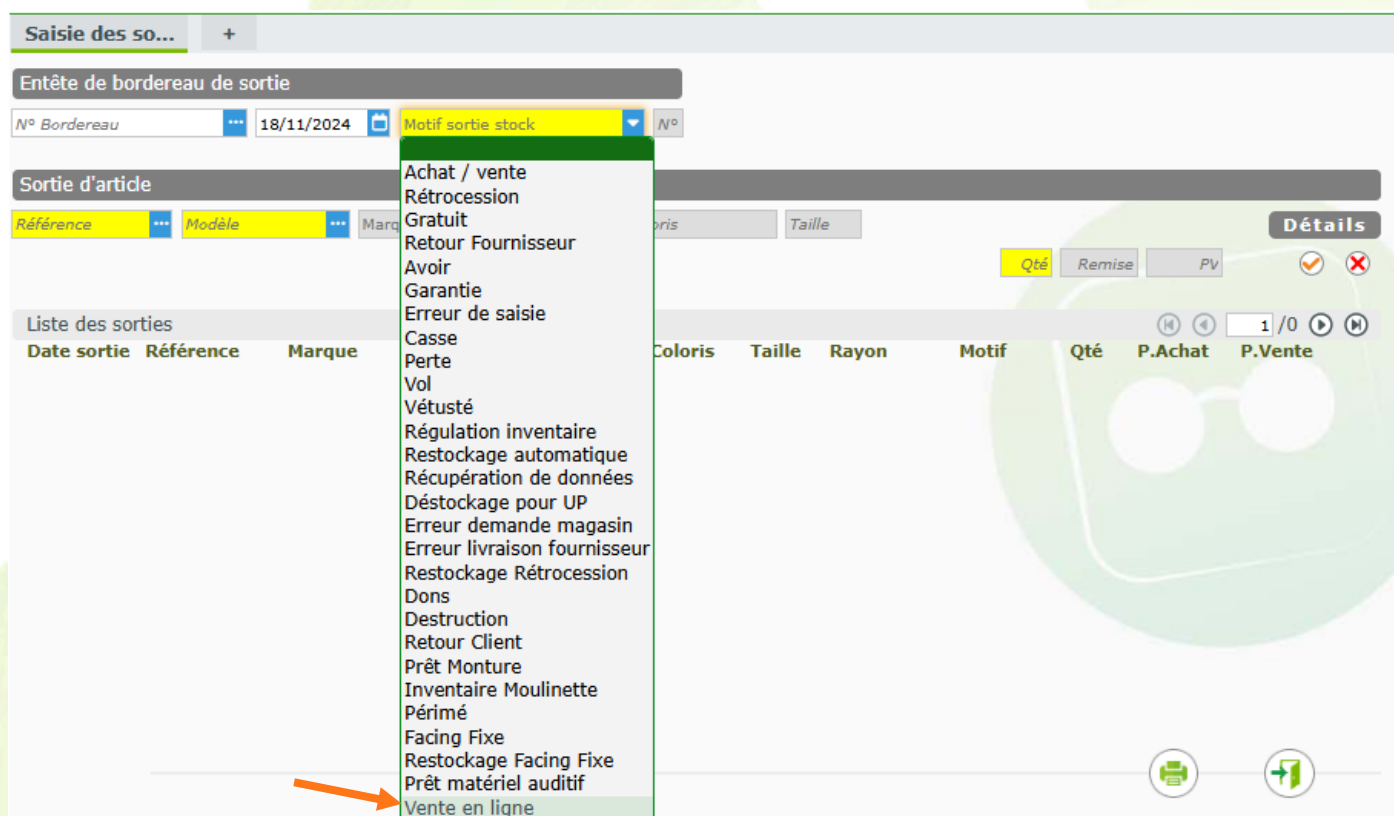 Saisie des so... +
Entête de bordereau de sortie
N° Bordereau ... 18/11/2024 Motif sortie stock N°
Achat / vente
Sortie d'article
Rétrocession
Référence ... Modèle ... Marq Gratuit oris Taille Détails
Retour Fournisseur
Avoir Qté Remise PV
Garantie
Erreur de saisie
Liste des sorties 1 /0
Casse
Date sortie Référence Marque Coloris Taille Rayon Motif Qté P.Achat P.Vente
Perte
Vol
Vétusté
Régulation inventaire
Restockage automatique
Récupération de données
Déstockage pour UP
Erreur demande magasin
Erreur livraison fournisseur
Restockage Rétrocession
Dons
Destruction
Retour Client
Prêt Monture
Inventaire Moulinette
Périmé
Facing Fixe
Restockage Facing Fixe
Prêt matériel auditif
Vente en ligne